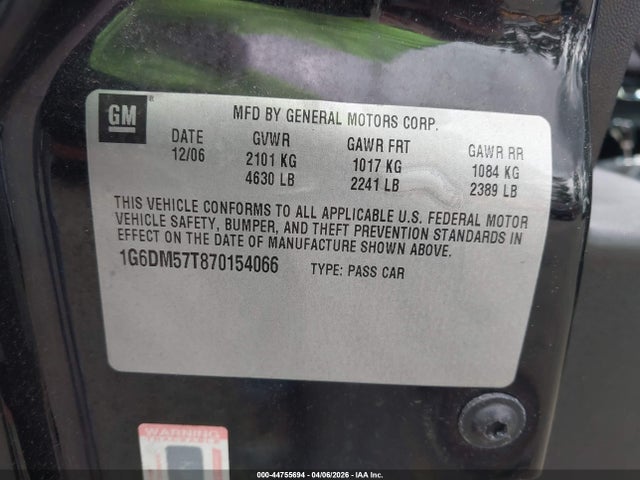 GM
MFD BY GENERAL MOTORS CORP.
DATE GVWR GAWR FRT GAWR RR
12/06 2101 KG 1017 KG 1084 KG
4630 LB 2241 LB 2389 LB
THIS VEHICLE CONFORMS TO ALL APPLICABLE U.S. FEDERAL MOTOR
VEHICLE SAFETY, BUMPER, AND THEFT PREVENTION STANDARDS IN
EFFECT ON THE DATE OF MANUFACTURE SHOWN ABOVE.
1G6DM57T870154066 TYPE: PASS CAR
WARNING
000-44755694 - 04/06/2026 - IAA Inc.